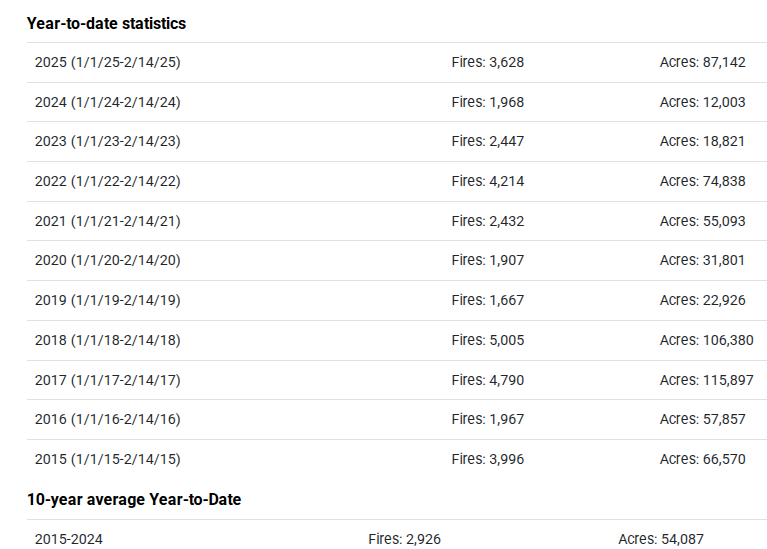 Year-to-date statistics
2025 (1/1/25-2/14/25) Fires: 3,628 Acres: 87,142
2024 (1/1/24-2/14/24) Fires: 1,968 Acres: 12,003
2023 (1/1/23-2/14/23) Fires: 2,447 Acres: 18,821
2022 (1/1/22-2/14/22) Fires: 4,214 Acres: 74,838
2021 (1/1/21-2/14/21) Fires: 2,432 Acres: 55,093
2020 (1/1/20-2/14/20) Fires: 1,907 Acres: 31,801
2019 (1/1/19-2/14/19) Fires: 1,667 Acres: 22,926
2018 (1/1/18-2/14/18) Fires: 5,005 Acres: 106,380
2017 (1/1/17-2/14/17) Fires: 4,790 Acres: 115,897
2016 (1/1/16-2/14/16) Fires: 1,967 Acres: 57,857
2015 (1/1/15-2/14/15) Fires: 3,996 Acres: 66,570
10-year average Year-to-Date
2015-2024 Fires: 2,926 Acres: 54,087